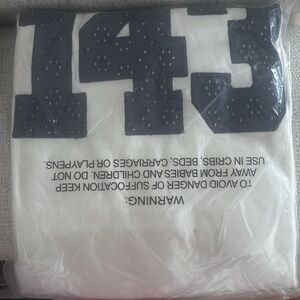 143
WARNING:
TO AVOID DANGER OF SUFFOCATION KEEP
AWAY FROM BABIES AND CHILDREN. DO NOT
USE IN CRIBS, BEDS, CARRIAGES OR PLAYPENS.